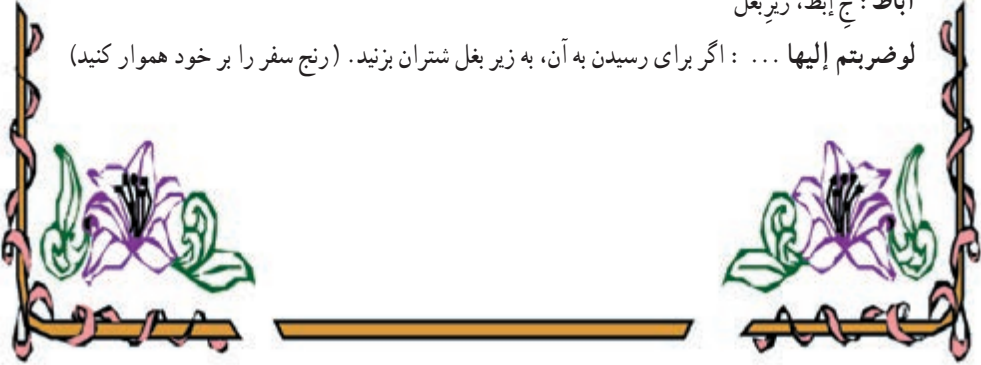 آباط : جِ إبط، زیرِبغل
لوضربتم إلیها ... : اگر برای رسیدن به آن، به زیر بغل شتران بزنید. (رنج سفر را بر خود هموار کنید)